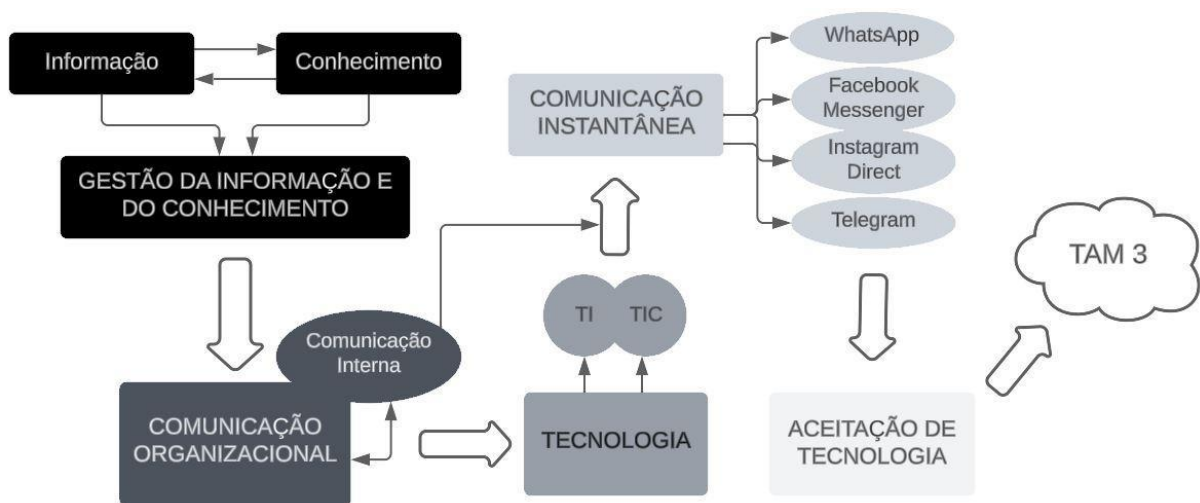 Informação
Conhecimento
GESTÃO DA INFORMAÇÃO E
DO CONHECIMENTO
Comunicação
Interna
COMUNICAÇÃO
ORGANIZACIONAL
TI
TIC
TECNOLOGIA
COMUNICAÇÃO
INSTANTÂNEA
WhatsApp
Facebook
Messenger
Instagram
Direct
Telegram
ACEITAÇÃO DE
TECNOLOGIA
TAM 3